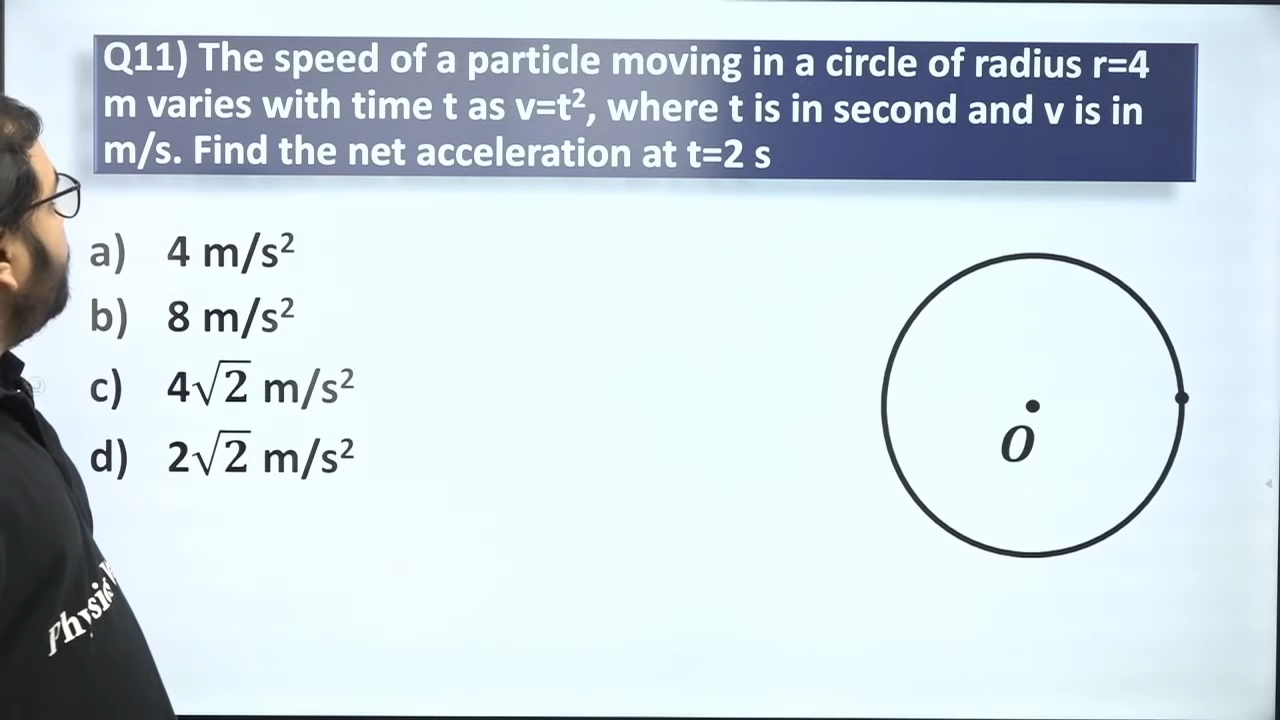 Q11) The speed of a particle moving in a circle of radius r=4
m varies with time t as v=t², where t is in second and v is in
m/s. Find the net acceleration at t=2 s
a) 4 m/s²
b) 8 m/s²
c) 4√2 m/s²
d) 2√2 m/s²
O
Physics